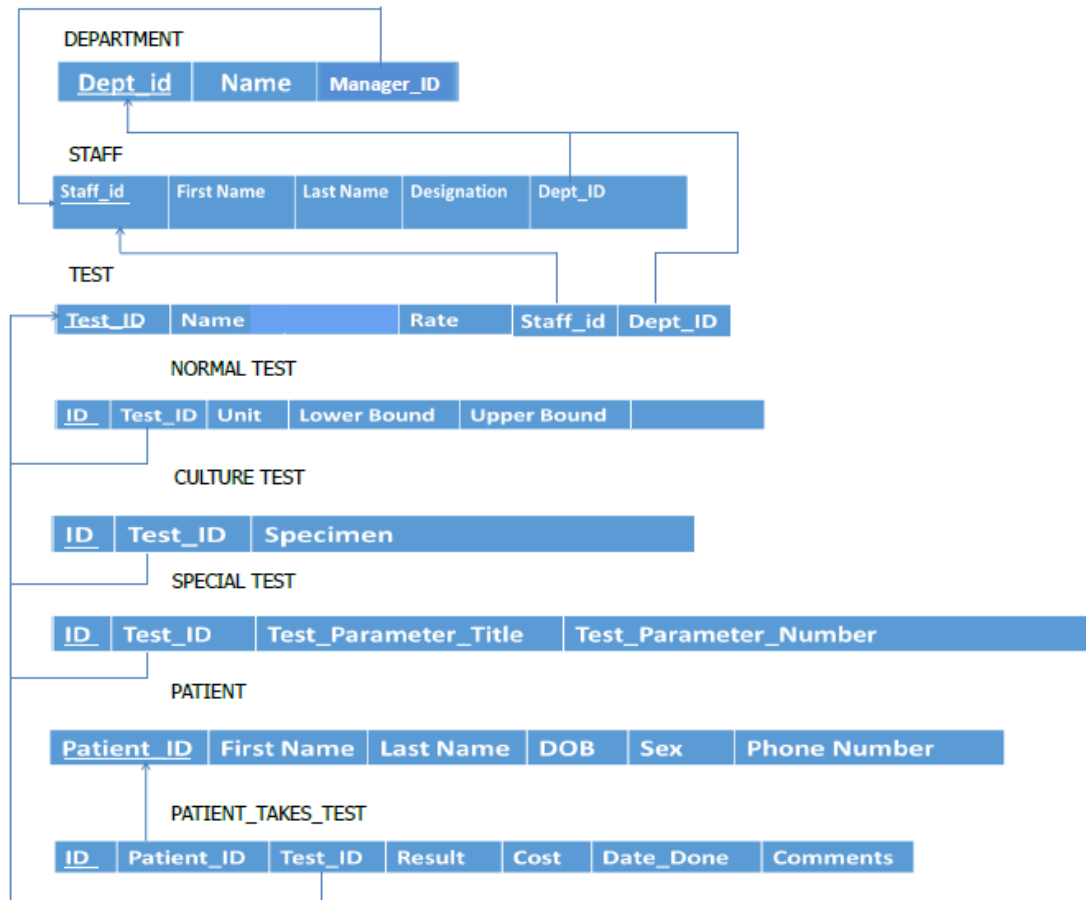 DEPARTMENT
Dept_id Name Manager_ID
STAFF
Staff_id First Name Last Name Designation Dept_ID
TEST
Test_ID Name Rate Staff_id Dept_ID
NORMAL TEST
ID Test_ID Unit Lower Bound Upper Bound
CULTURE TEST
ID Test_ID Specimen
SPECIAL TEST
ID Test_ID Test_Parameter_Title Test_Parameter_Number
PATIENT
Patient_ID First Name Last Name DOB Sex Phone Number
PATIENT_TAKES_TEST
ID Patient_ID Test_ID Result Cost Date_Done Comments